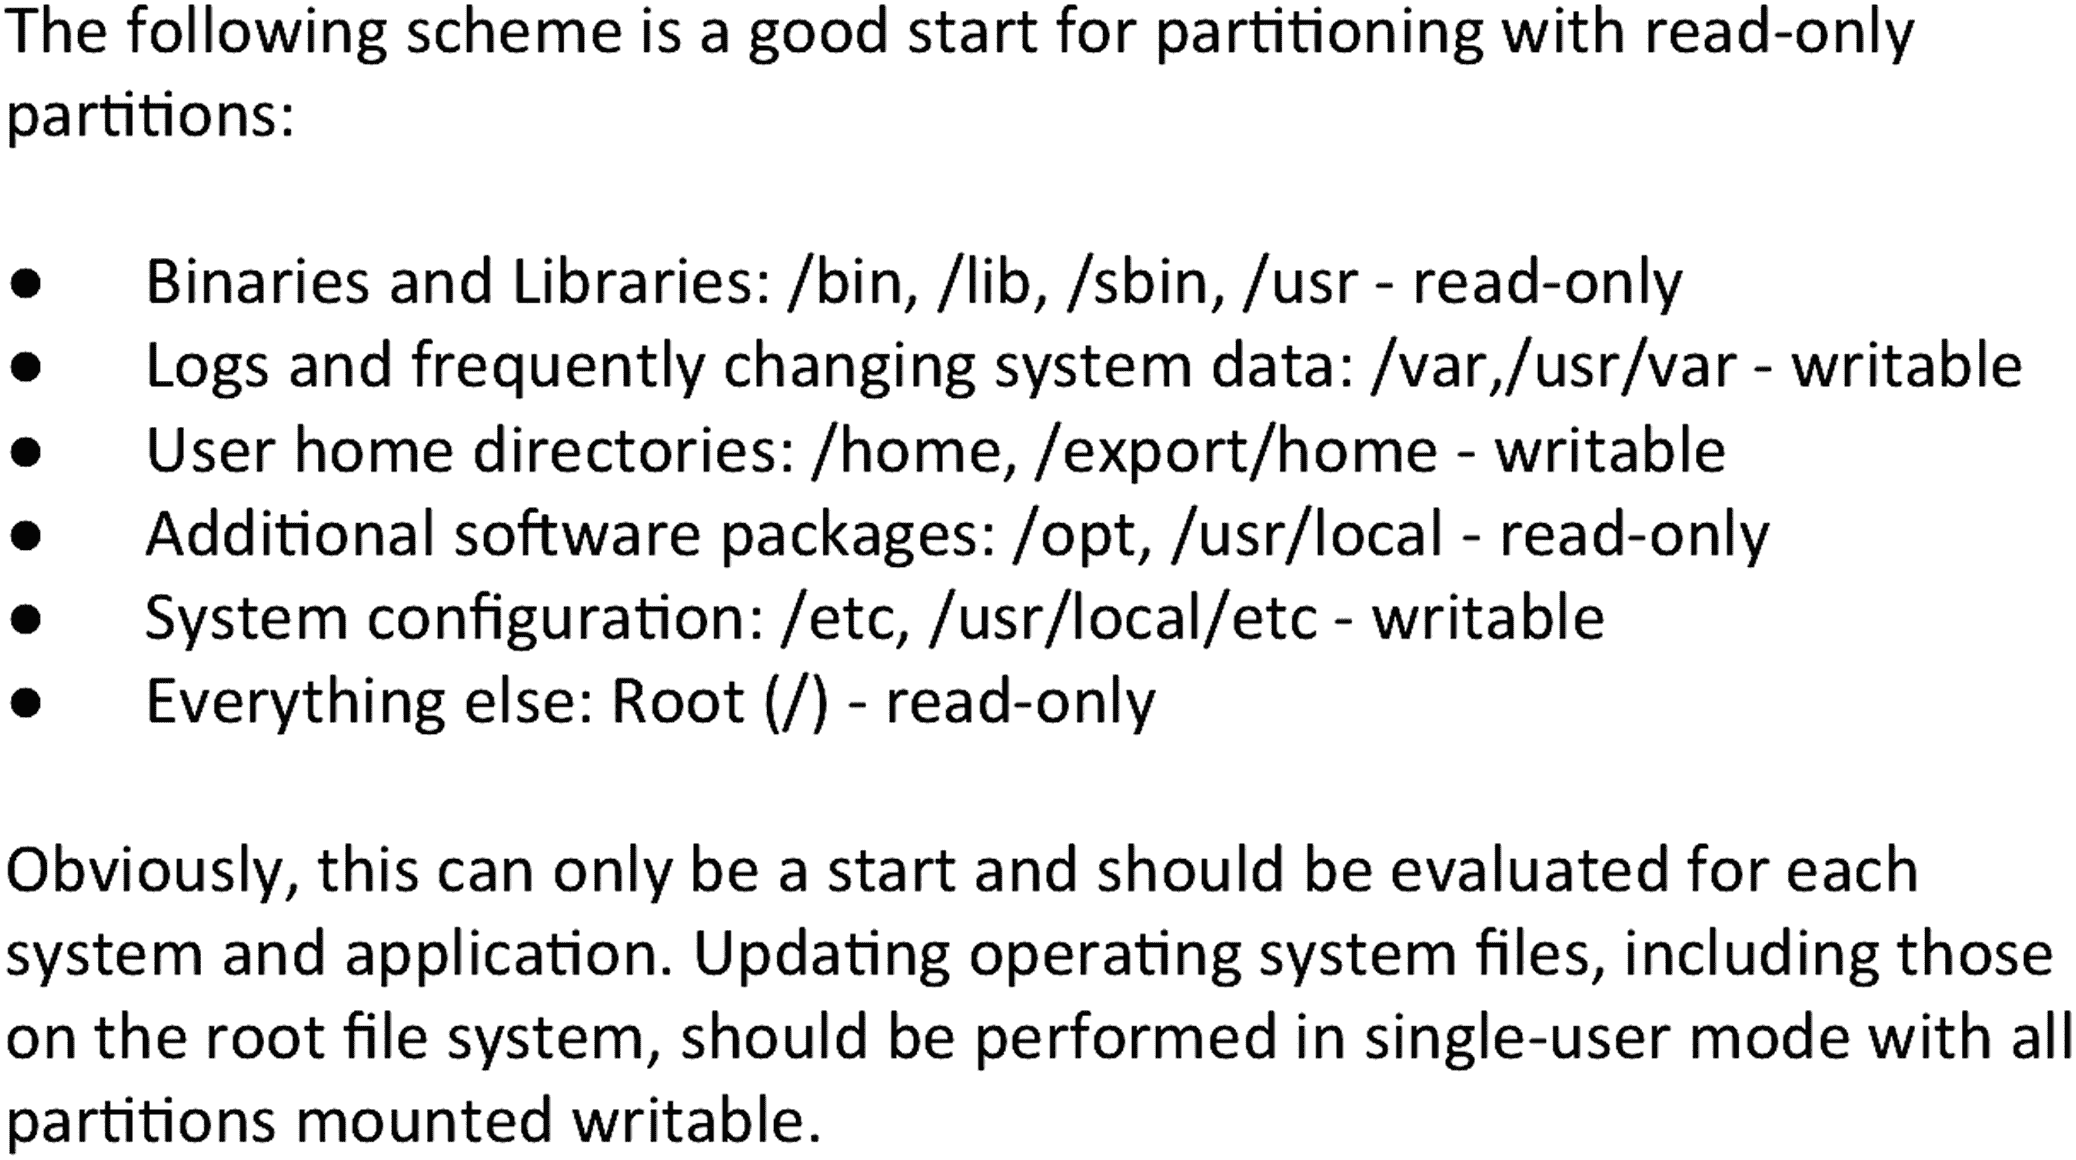 The following scheme is a good start for partitioning with read-only
partitions:
● Binaries and Libraries: /bin, /lib, /sbin, /usr - read-only
● Logs and frequently changing system data: /var,/usr/var - writable
● User home directories: /home, /export/home - writable
● Additional software packages: /opt, /usr/local - read-only
● System configuration: /etc, /usr/local/etc - writable
● Everything else: Root (/) - read-only
Obviously, this can only be a start and should be evaluated for each
system and application. Updating operating system files, including those
on the root file system, should be performed in single-user mode with all
partitions mounted writable.